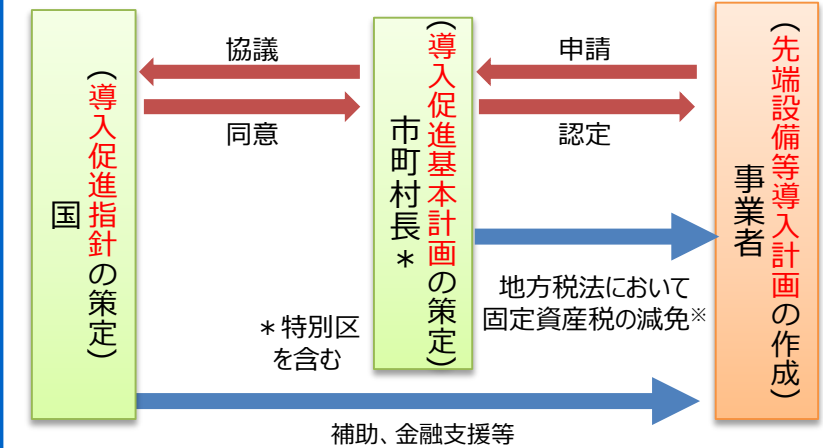 国
（導入促進指針の策定）
協議
同意
市町村長＊
（導入促進基本計画の策定）
＊特別区
を含む
申請
認定
地方税法において
固定資産税の減免※
事業者
（先端設備等導入計画の作成）
補助、金融支援等